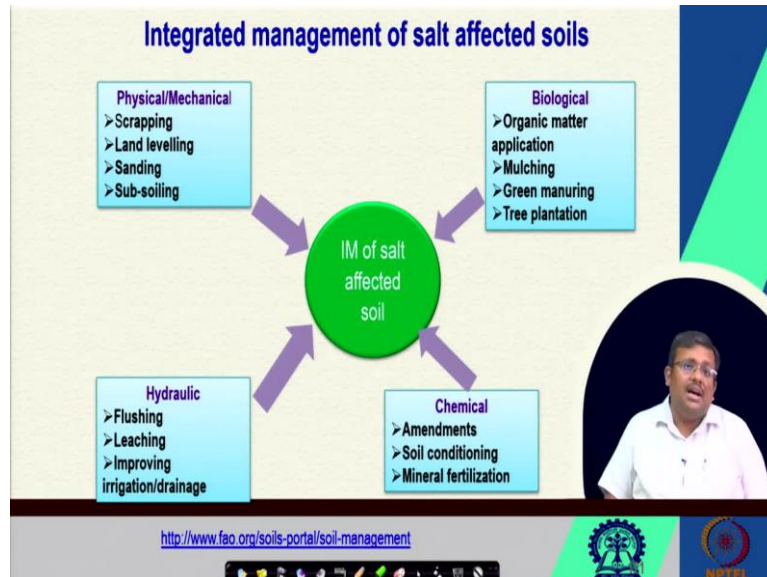 Integrated management of salt affected soils
Physical/Mechanical
➢Scrapping
➢Land levelling
➢Sanding
➢Sub-soiling
Biological
➢Organic matter
application
➢Mulching
➢Green manuring
➢Tree plantation
IM of salt
affected
soil
Hydraulic
➢Flushing
➢Leaching
➢Improving
irrigation/drainage
Chemical
➢Amendments
➢Soil conditioning
➢Mineral fertilization
http://www.fao.org/soils-portal/soil-management
NPTEL